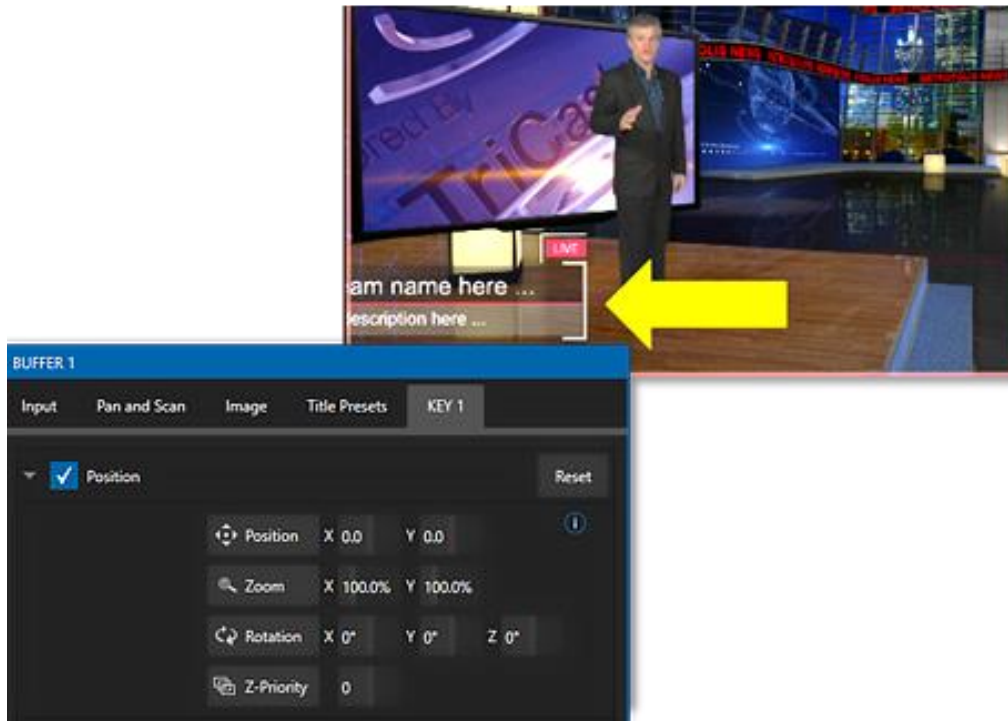 TriCas
LIVE
am name here ...
description here ...
BUFFER 1
Input Pan and Scan Image Title Presets KEY 1
Position Reset
Position X 0.0 Y 0.0
Zoom X 100.0% Y 100.0%
Rotation X 0° Y 0° Z 0°
Z-Priority 0